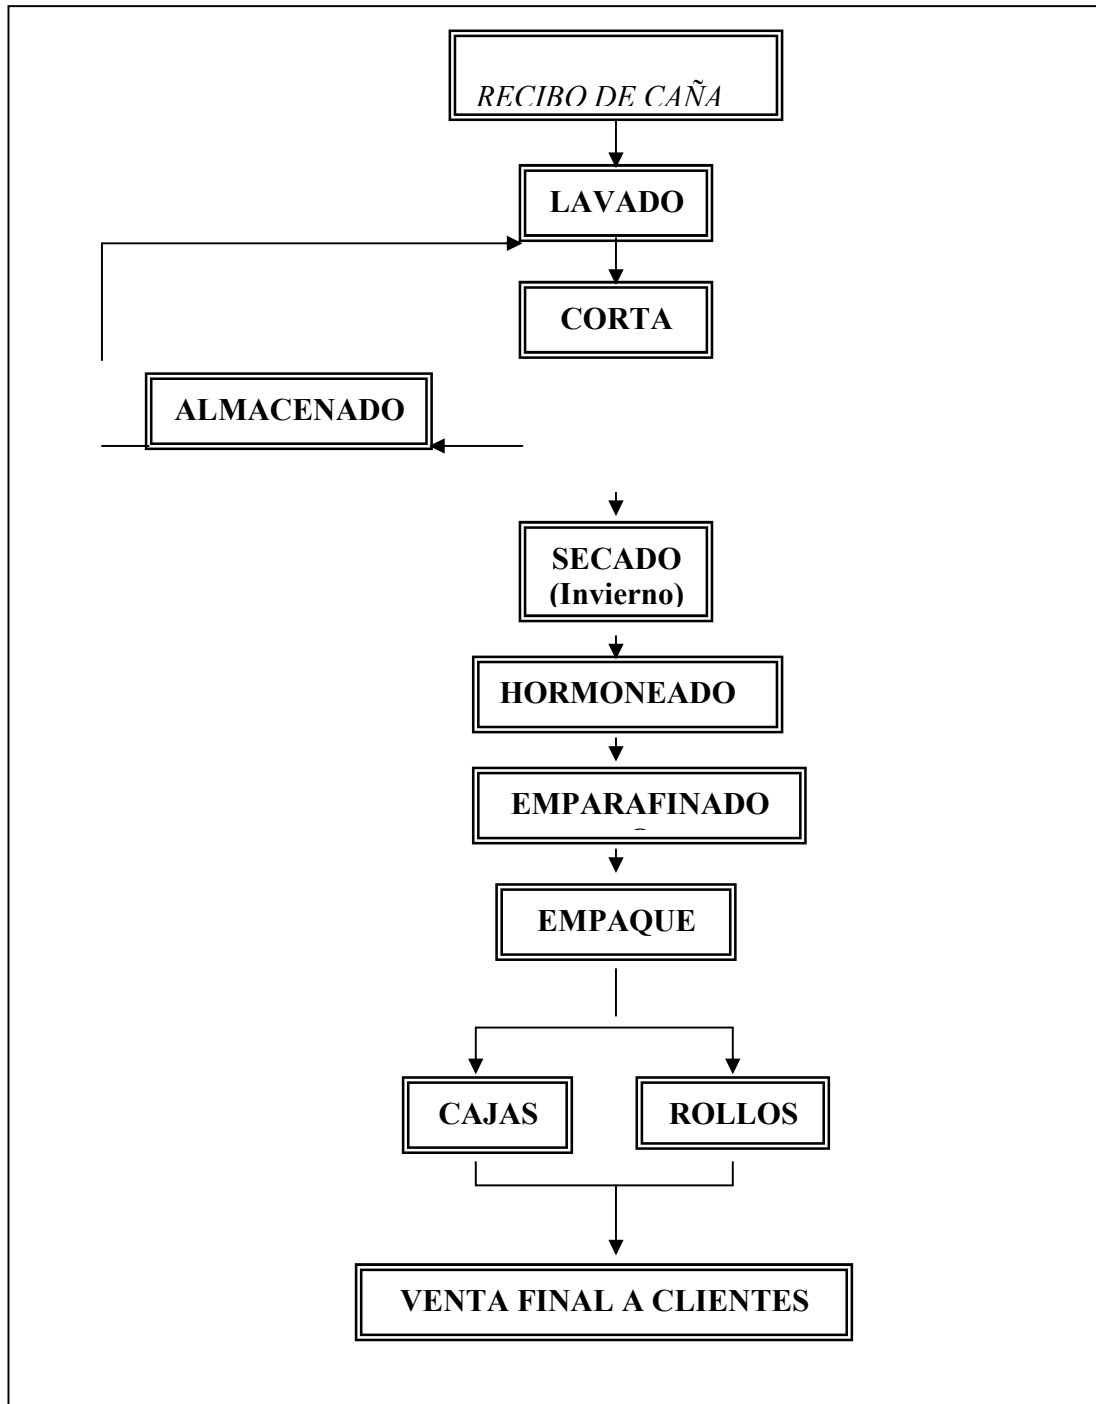 RECIBO DE CAÑA
LAVADO
CORTA
ALMACENADO
SECADO
(Invierno)
HORMONEADO
EMPARAFINADO
EMPAQUE
CAJAS
ROLLOS
VENTA FINAL A CLIENTES